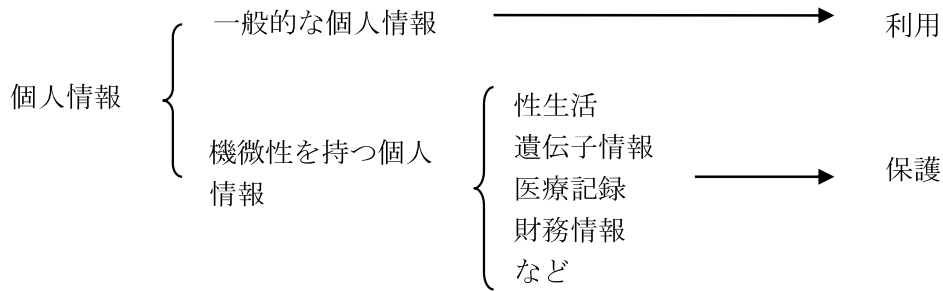 一般的な個人情報
利用
個人情報
機微性を持つ個人
情報
性生活
遺伝子情報
医療記録
財務情報
など
保護